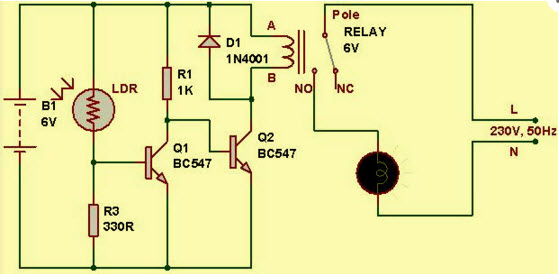 Pole
RELAY
6V
A
D1
1N4001
B
R1
1K
LDR
B1
6V
NO
NC
L
230V, 50Hz
N
Q1
BC547
Q2
BC547
R3
330R